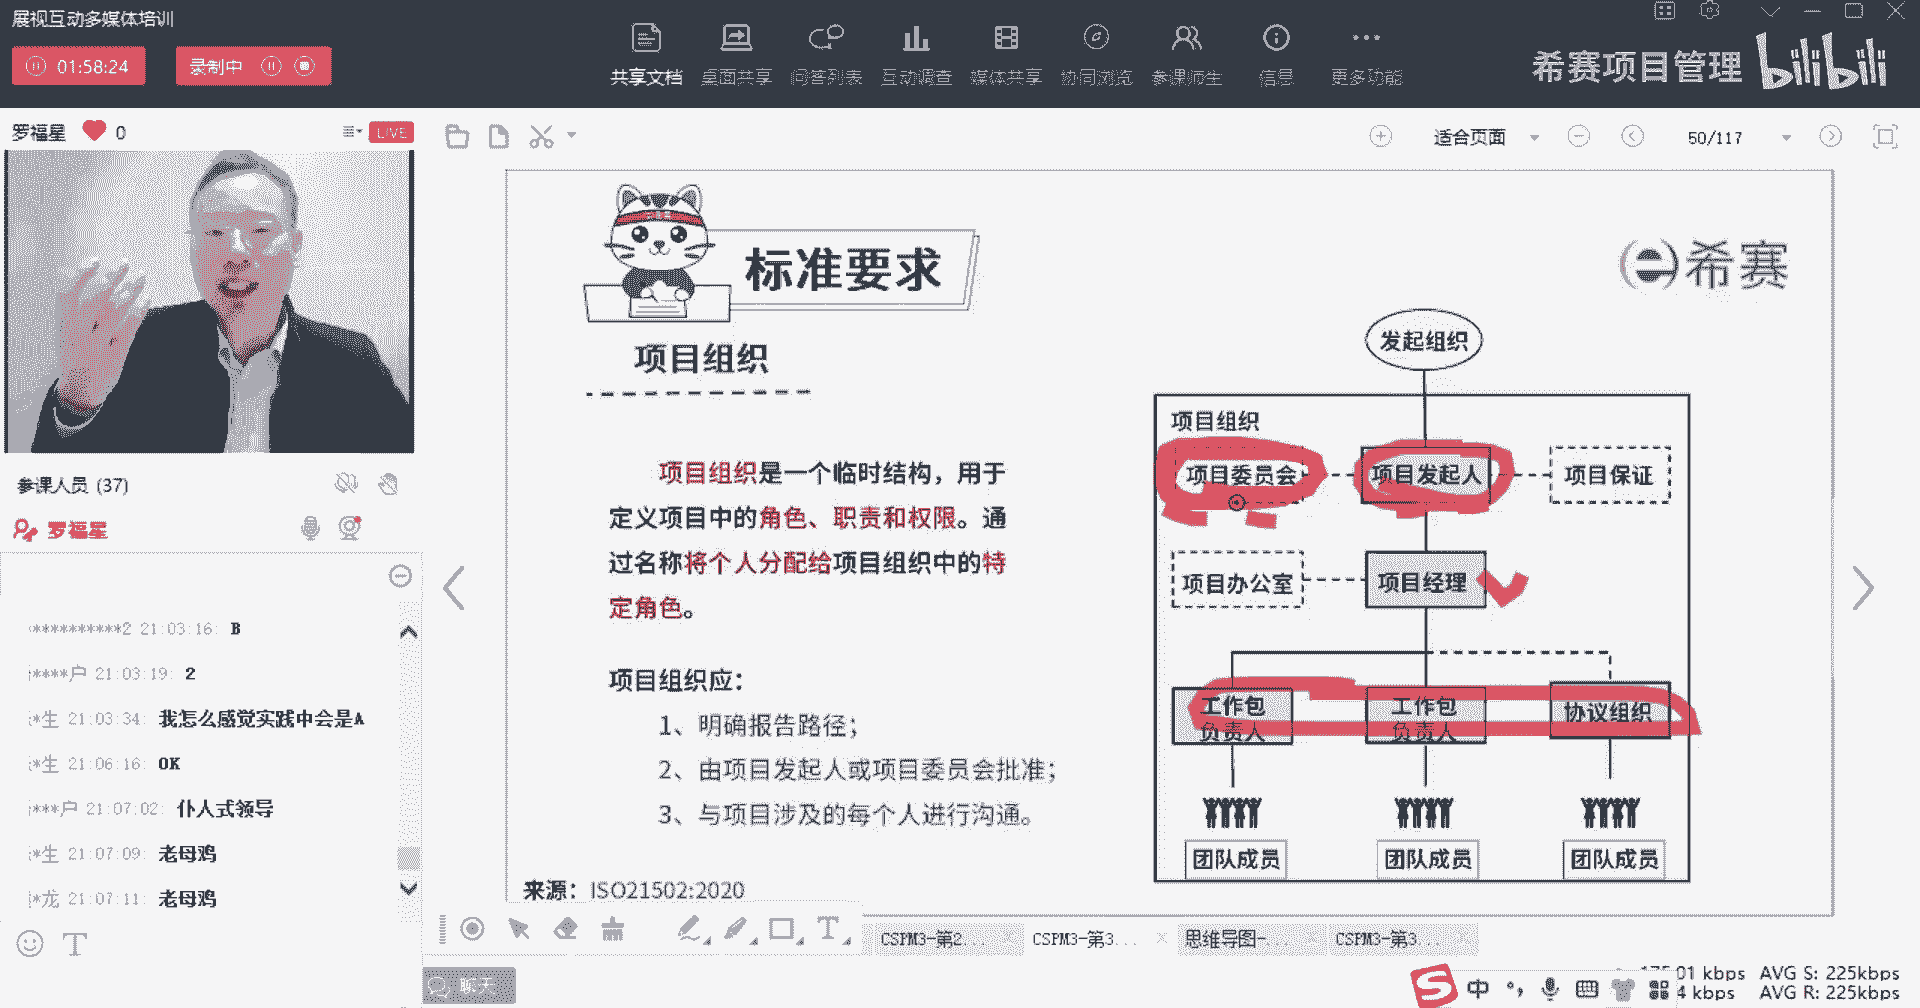 展视互动多媒体培训
01:58:24
录制中
共享文档
桌面共享
问答列表
互动调查
媒体共享
协同浏览
参课师生
信息
更多功能
希赛项目管理
bilibili
罗福星
0
LIVE
适合页面
50/117
参课人员 (37)
罗福星
**********2 21:03:16: B
****户 21:03:19: 2
*生 21:03:34: 我怎么感觉实践中会是A
*生 21:06:16: OK
***户 21:07:02: 仆人式领导
*生 21:07:09: 老母鸡
*龙 21:07:11: 老母鸡
标准要求
希赛
项目组织
项目组织是一个临时结构，用于
定义项目中的角色、职责和权限。通
过名称将个人分配给项目组织中的特
定角色。
项目组织应：
1、明确报告路径；
2、由项目发起人或项目委员会批准；
3、与项目涉及的每个人进行沟通。
来源：ISO21502:2020
发起组织
项目组织
项目委员会
项目发起人
项目保证
项目办公室
项目经理
工作包
负责人
工作包
负责人
协议组织
团队成员
团队成员
团队成员
CSPM3-第2...
CSPM3-第3...
思维导图-...
CSPM3-第3...
聊天
中
01 kbps
AVG S: 225kbps
4 kbps
AVG R: 225kbps